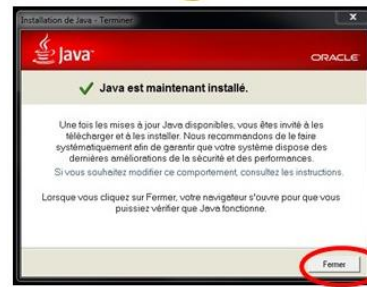 Installation de Java - Terminer
Java
ORACLE
Java est maintenant installé.
Une fois les mises à jour Java disponibles, vous êtes invité à les
télécharger et à les installer. Nous recommandons de le faire
systématiquement afin de garantir que votre système dispose des
dernières améliorations de la sécurité et des performances.
Si vous souhaitez modifier ce comportement, consultez les instructions.
Lorsque vous cliquez sur Fermer, votre navigateur s'ouvre pour que vous
puissiez vérifier que Java fonctionne.
Fermer